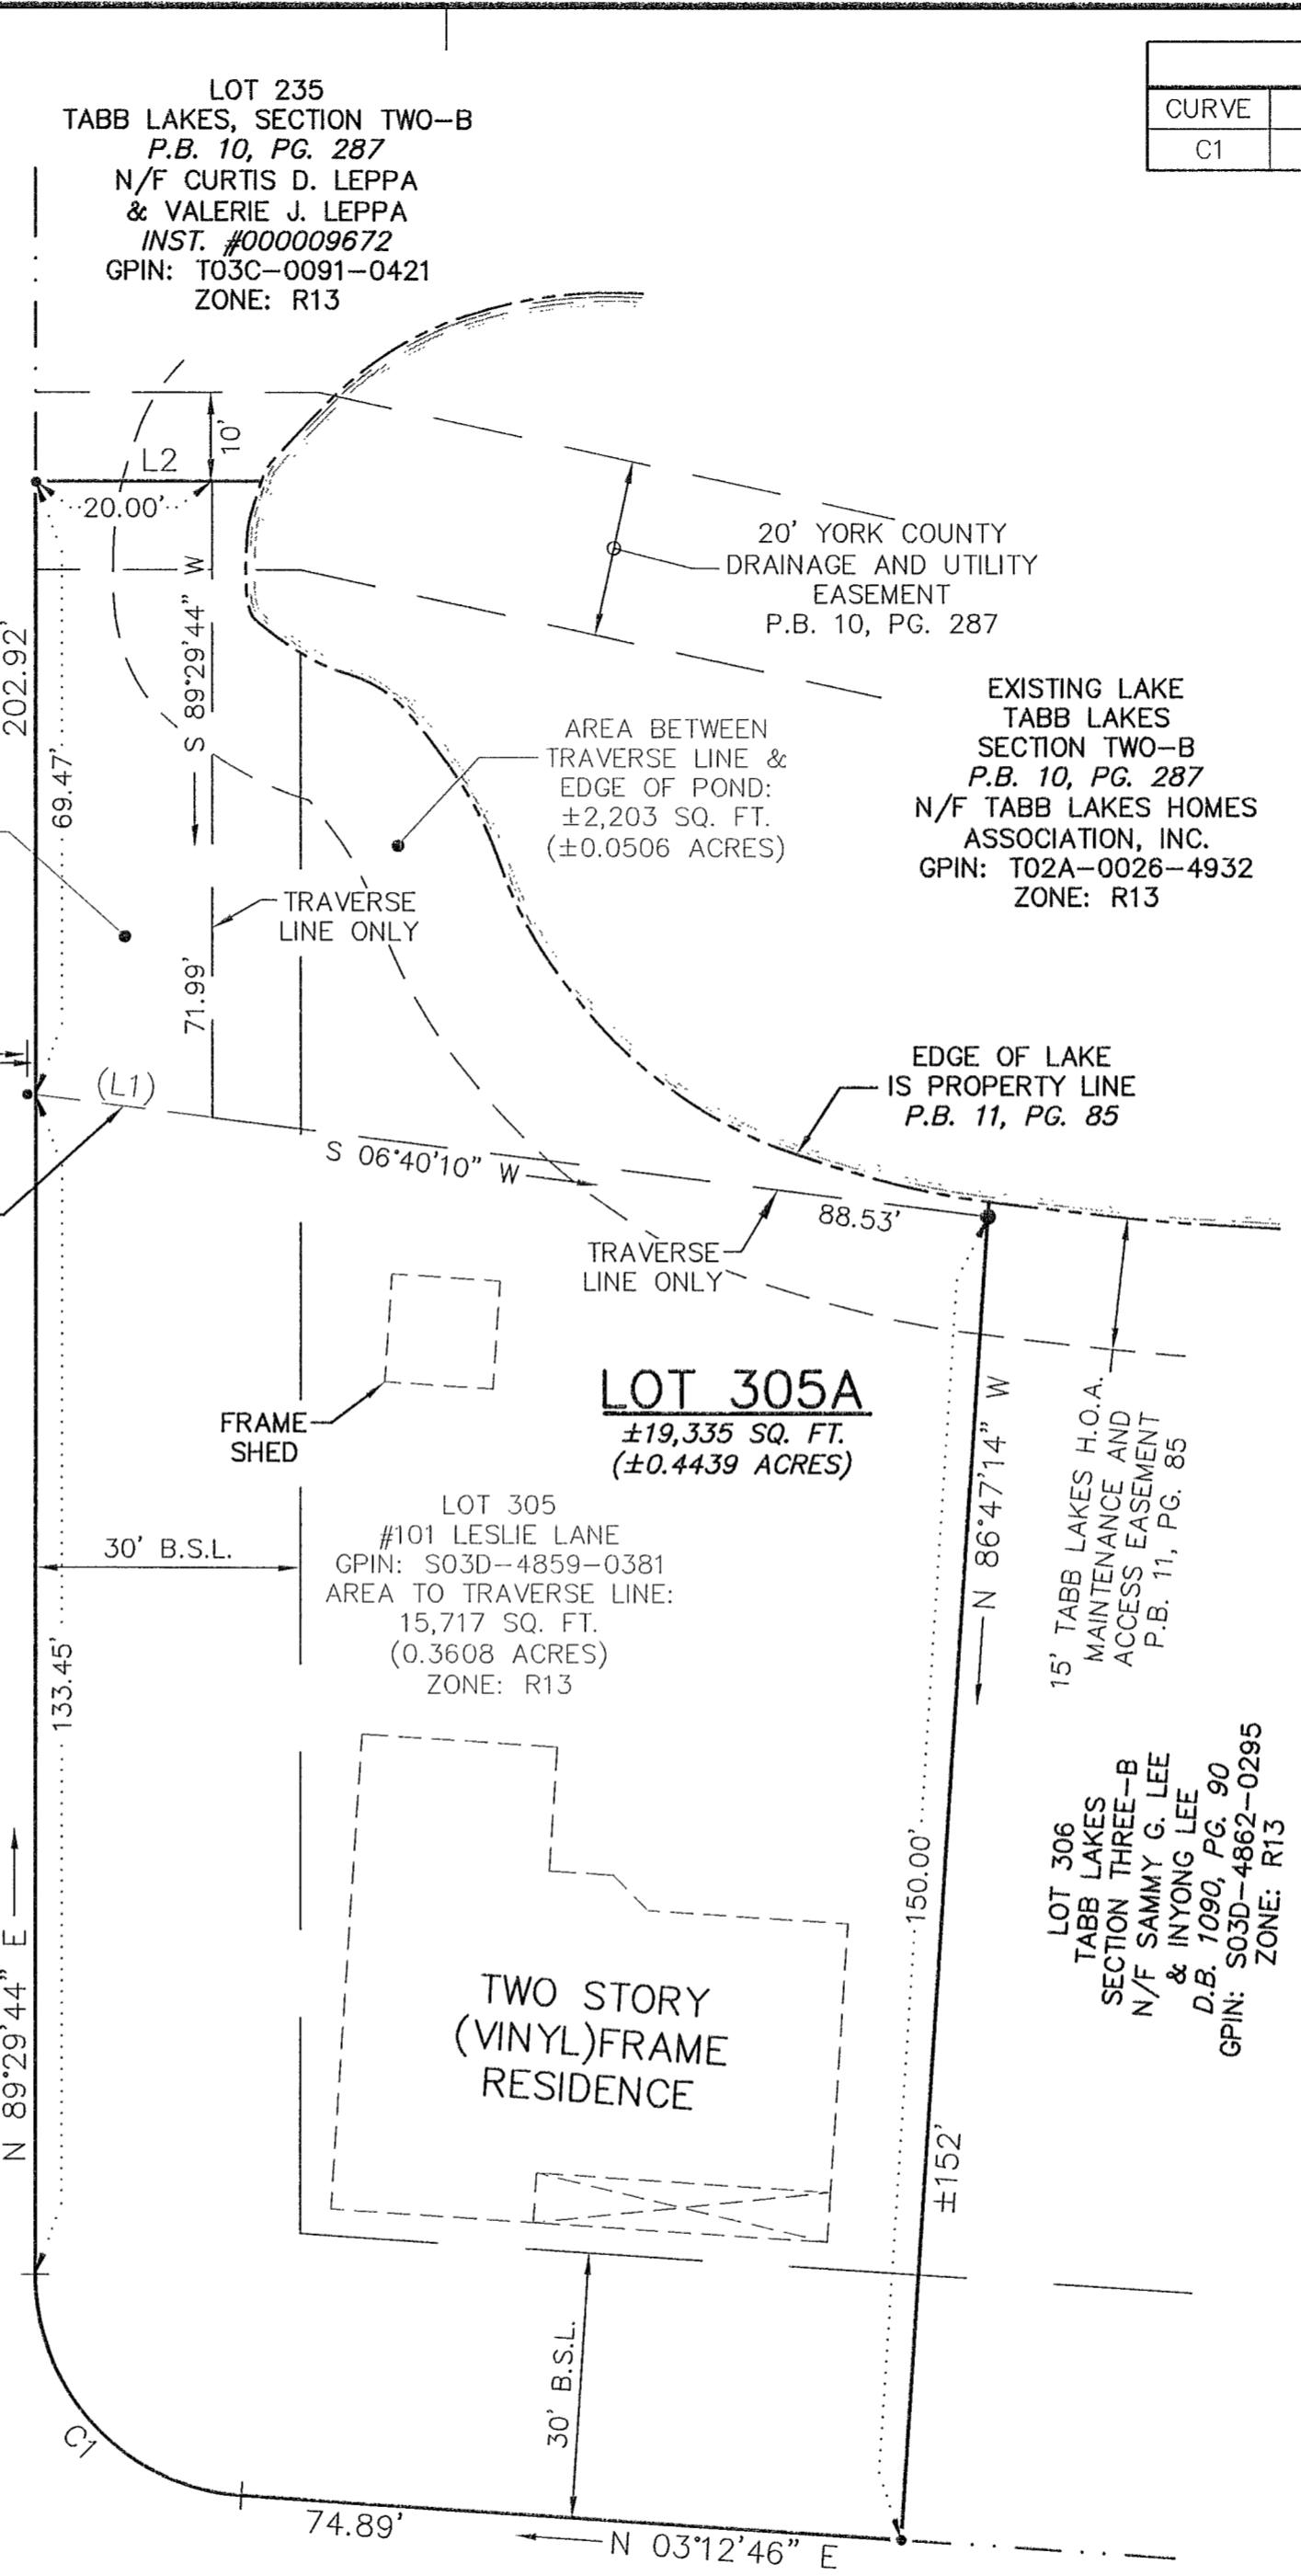 CURVE
C1
LOT 235
TABB LAKES, SECTION TWO-B
P.B. 10, PG. 287
N/F CURTIS D. LEPPA
& VALERIE J. LEPPA
INST. #000009672
GPIN: T03C-0091-0421
ZONE: R13
10'
L2
20.00'
20' YORK COUNTY
DRAINAGE AND UTILITY
EASEMENT
P.B. 10, PG. 287
202.92'
69.47'
S 89°29'44" W
71.99'
AREA BETWEEN
TRAVERSE LINE &
EDGE OF POND:
±2,203 SQ. FT.
(±0.0506 ACRES)
EXISTING LAKE
TABB LAKES
SECTION TWO-B
P.B. 10, PG. 287
N/F TABB LAKES HOMES
ASSOCIATION, INC.
GPIN: T02A-0026-4932
ZONE: R13
TRAVERSE
LINE ONLY
EDGE OF LAKE
IS PROPERTY LINE
P.B. 11, PG. 85
(L1)
S 06°40'10" W
88.53'
TRAVERSE
LINE ONLY
FRAME
SHED
LOT 305A
±19,335 SQ. FT.
(±0.4439 ACRES)
LOT 305
#101 LESLIE LANE
GPIN: S03D-4859-0381
AREA TO TRAVERSE LINE:
15,717 SQ. FT.
(0.3608 ACRES)
ZONE: R13
30' B.S.L.
133.45'
N 86°47'14" W
15' TABB LAKES H.O.A.
MAINTENANCE AND
ACCESS EASEMENT
P.B. 11, PG. 85
LOT 306
TABB LAKES
SECTION THREE-B
N/F SAMMY G. LEE
& INYONG LEE
D.B. 1090, PG. 90
GPIN: S03D-4862-0295
ZONE: R13
150.00'
±152'
TWO STORY
(VINYL)FRAME
RESIDENCE
N 89°29'44" E
30' B.S.L.
C1
74.89'
N 03°12'46" E